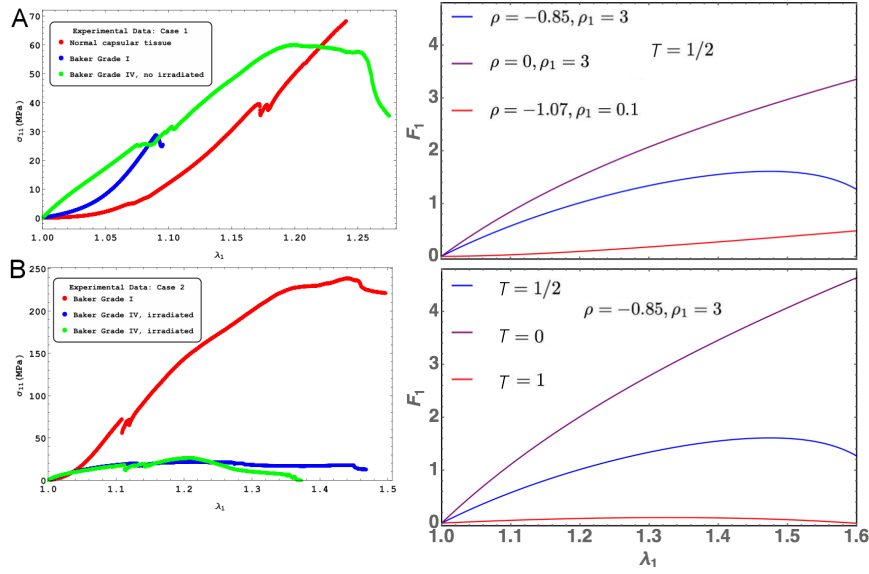 A
Experimental Data: Case 1
Normal capsular tissue
Baker Grade I
Baker Grade IV, no irradiated
σ11(MPa)
70
60
50
40
30
20
10
0
1.00
1.05
1.10
1.15
1.20
1.25
λ1
ρ = −0.85, ρ1 = 3
ρ = 0, ρ1 = 3
T = 1/2
ρ = −1.07, ρ1 = 0.1
F1
4
3
2
1
0
B
Experimental Data: Case 2
Baker Grade I
Baker Grade IV, irradiated
Baker Grade IV, irradiated
σ11(MPa)
250
200
150
100
50
0
1.0
1.1
1.2
1.3
1.4
1.5
λ1
T = 1/2
ρ = −0.85, ρ1 = 3
T = 0
T = 1
F1
4
3
2
1
0
1.0
1.1
1.2
1.3
1.4
1.5
1.6
λ1